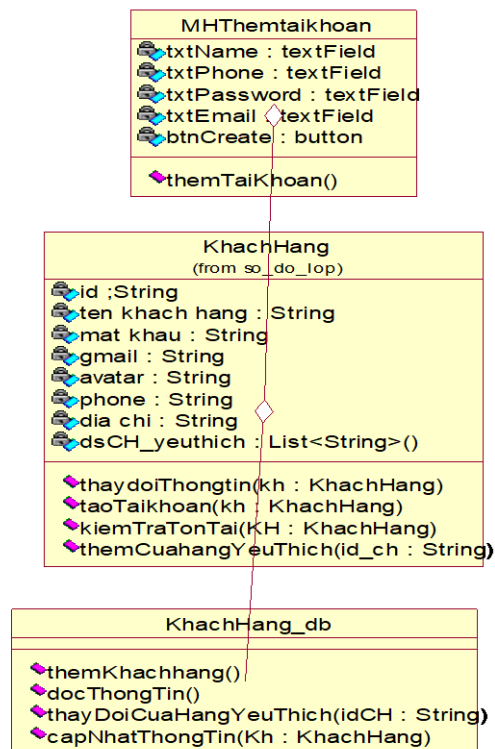 MHThemtaikhoan
txtName : textField
txtPhone : textField
txtPassword : textField
txtEmail : textField
btnCreate : button
themTaiKhoan()
KhachHang
(from so_do_lop)
id ;String
ten khach hang : String
mat khau : String
gmail : String
avatar : String
phone : String
dia chi : String
dsCH_yeuthich : List<String>()
thaydoiThongtin(kh : KhachHang)
taoTaikhoan(kh : KhachHang)
kiemTraTonTai(KH : KhachHang)
themCuahangYeuThich(id_ch : String)
KhachHang_db
themKhachhang()
docThongTin()
thayDoiCuaHangYeuThich(idCH : String)
capNhatThongTin(Kh : KhachHang)